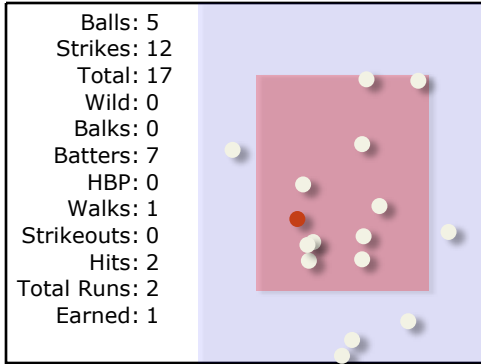 Balls: 5
Strikes: 12
Total: 17
Wild: 0
Balks: 0
Batters: 7
HBP: 0
Walks: 1
Strikeouts: 0
Hits: 2
Total Runs: 2
Earned: 1